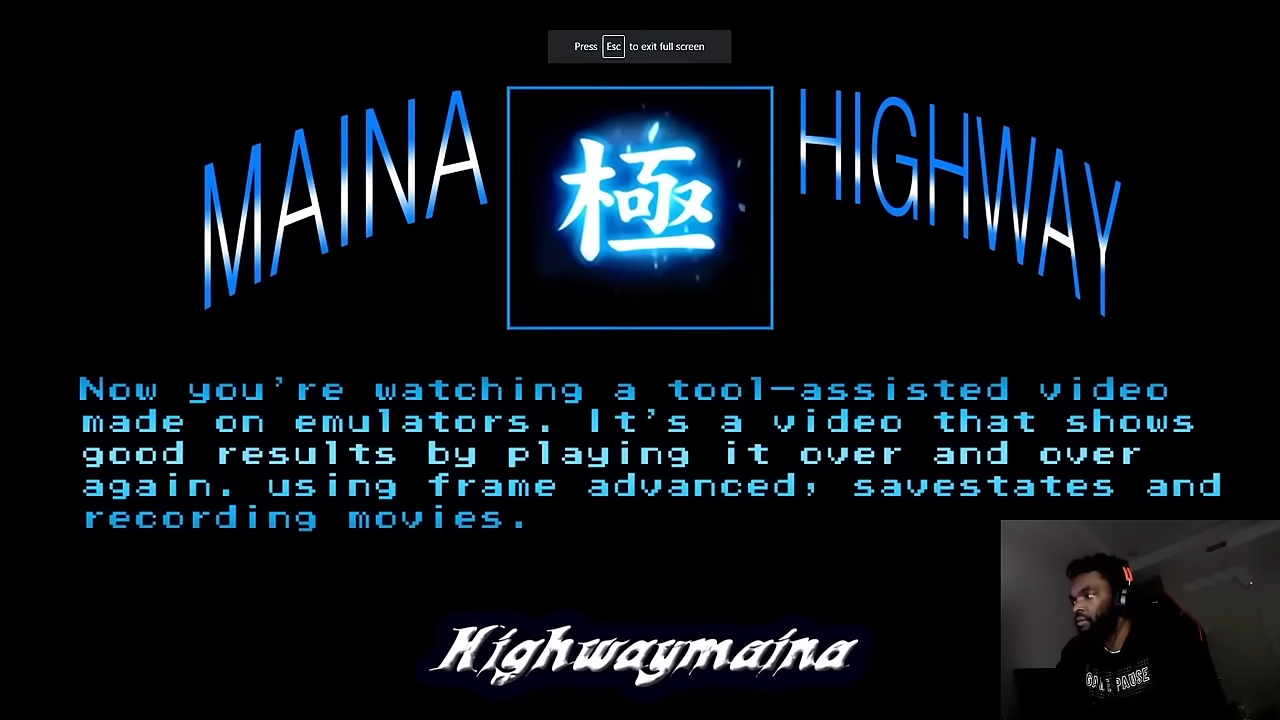 Press Esc to exit full screen
MAINA 極 HIGHWAY
Now you're watching a tool-assisted video
made on emulators. It's a video that shows
good results by playing it over and over
again. using frame advanced, savestates and
recording movies.
Highwaymaina
GAME PAUSE